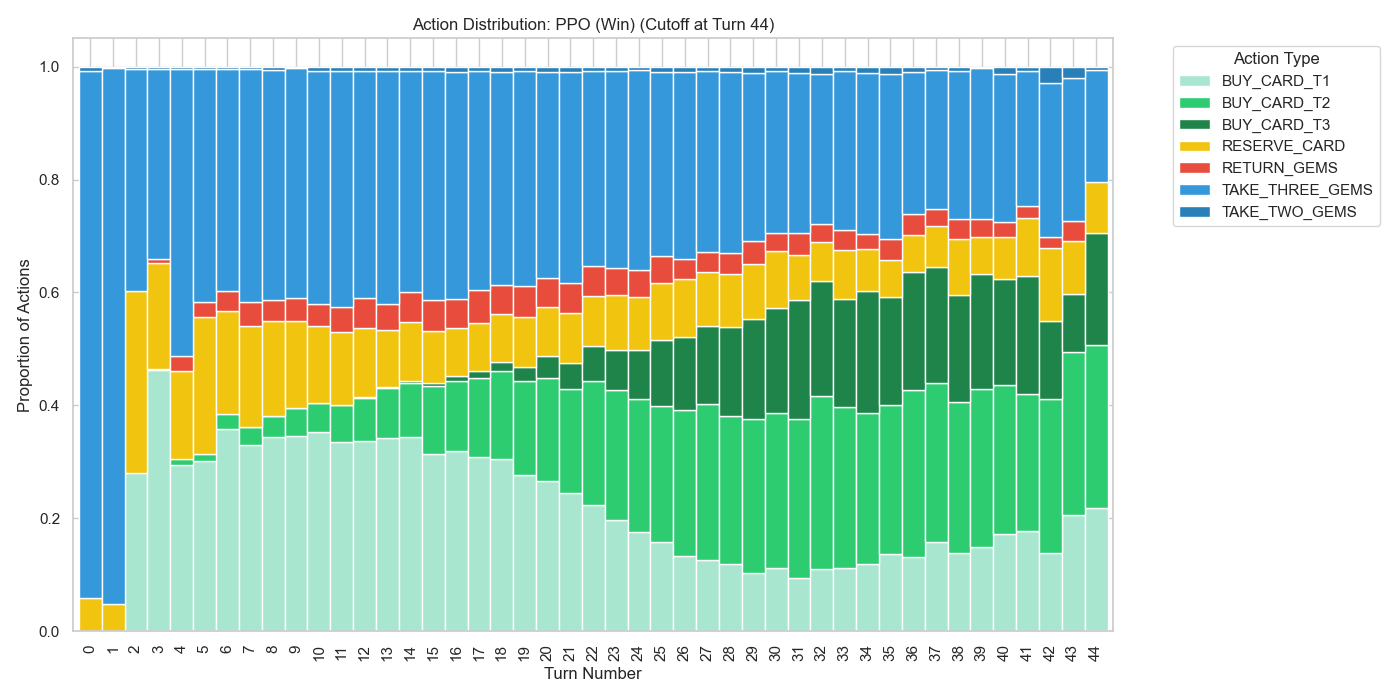 Action Distribution: PPO (Win) (Cutoff at Turn 44)
Proportion of Actions
1.0
0.8
0.6
0.4
0.2
0.0
0 1 2 3 4 5 6 7 8 9 10 11 12 13 14 15 16 17 18 19 20 21 22 23 24 25 26 27 28 29 30 31 32 33 34 35 36 37 38 39 40 41 42 43 44
Turn Number
Action Type
BUY_CARD_T1
BUY_CARD_T2
BUY_CARD_T3
RESERVE_CARD
RETURN_GEMS
TAKE_THREE_GEMS
TAKE_TWO_GEMS